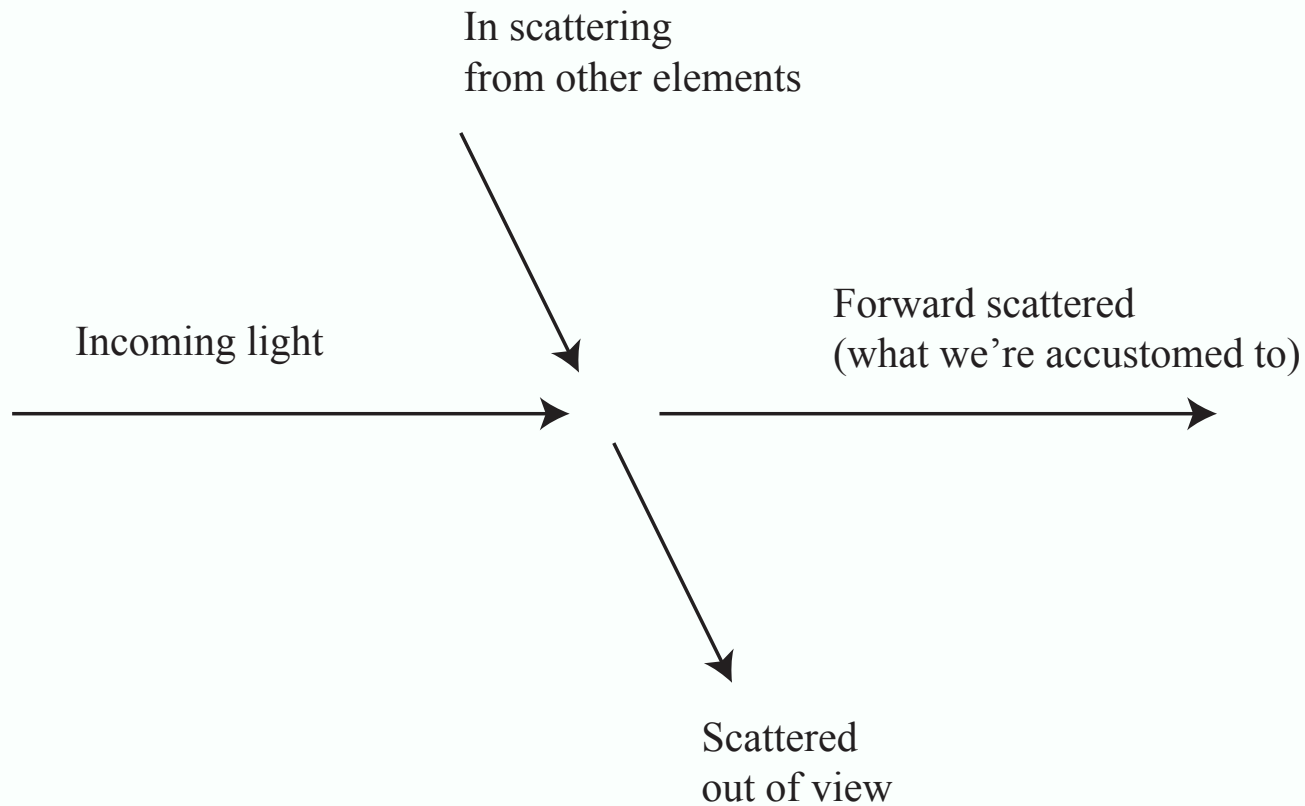 In scattering
from other elements
Incoming light
Forward scattered
(what we’re accustomed to)
Scattered
out of view